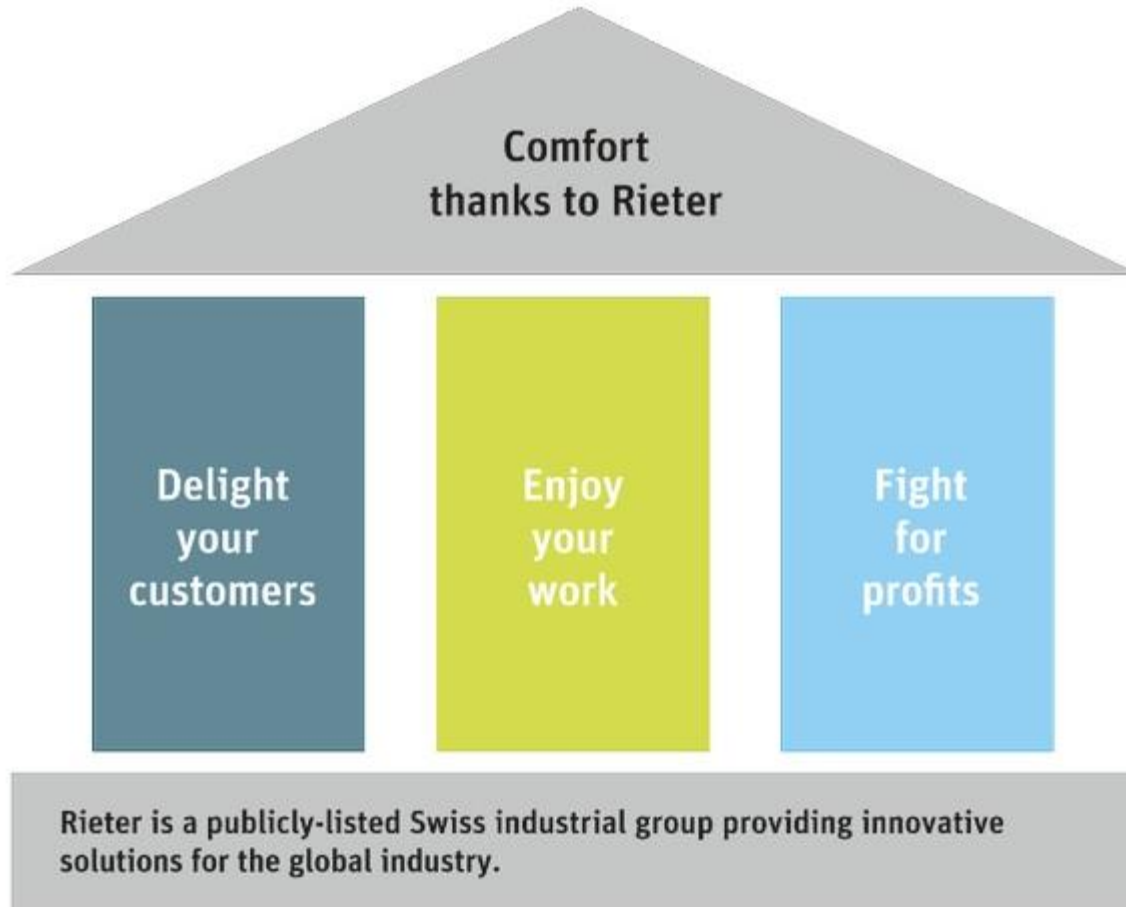 Comfort
thanks to Rieter
Delight
your
customers
Enjoy
your
work
Fight
for
profits
Rieter is a publicly-listed Swiss industrial group providing innovative
solutions for the global industry.